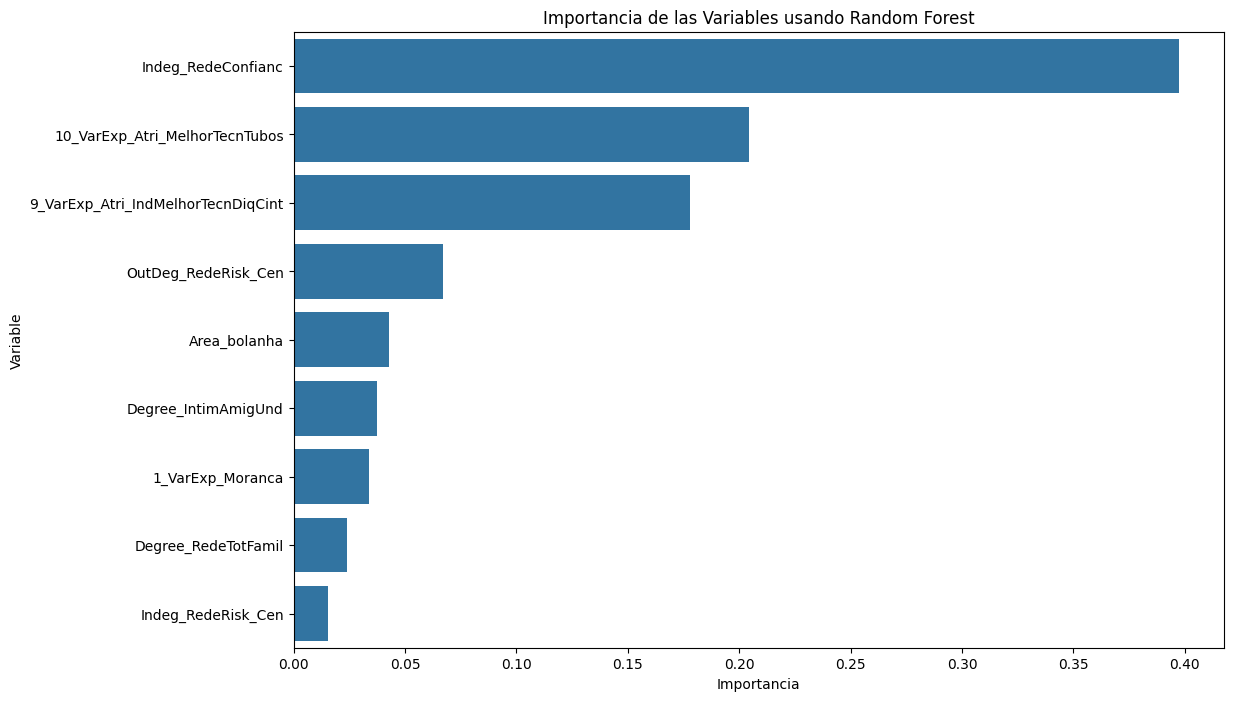 Importancia de las Variables usando Random Forest
Variable
Indeg_RedeConfianc
10_VarExp_Atri_MelhorTecnTubos
9_VarExp_Atri_IndMelhorTecnDiqCint
OutDeg_RedeRisk_Cen
Area_bolanha
Degree_IntimAmigUnd
1_VarExp_Moranca
Degree_RedeTotFamil
Indeg_RedeRisk_Cen
0.00 0.05 0.10 0.15 0.20 0.25 0.30 0.35 0.40
Importancia